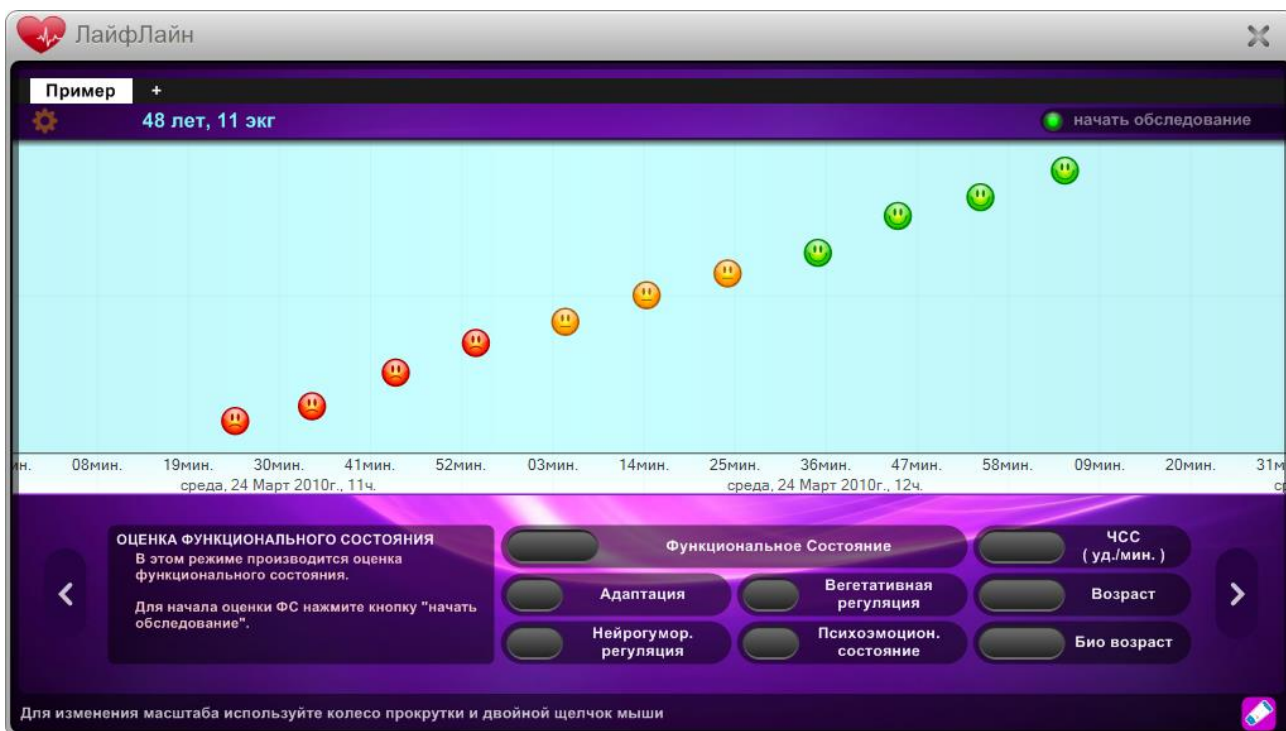 ЛайфЛайн
Пример +
48 лет, 11 экг
начать обследование
ин. 08мин. 19мин. 30мин. 41мин. 52мин. 03мин. 14мин. 25мин. 36мин. 47мин. 58мин. 09мин. 20мин. 31м
среда, 24 Март 2010г., 11ч. среда, 24 Март 2010г., 12ч. ср
ОЦЕНКА ФУНКЦИОНАЛЬНОГО СОСТОЯНИЯ
В этом режиме производится оценка
функционального состояния.
Для начала оценки ФС нажмите кнопку "начать
обследование".
Функциональное Состояние
ЧСС
( уд./мин. )
Адаптация
Вегетативная
регуляция
Возраст
Нейрогумор.
регуляция
Психоэмоцион.
состояние
Био возраст
Для изменения масштаба используйте колесо прокрутки и двойной щелчок мыши